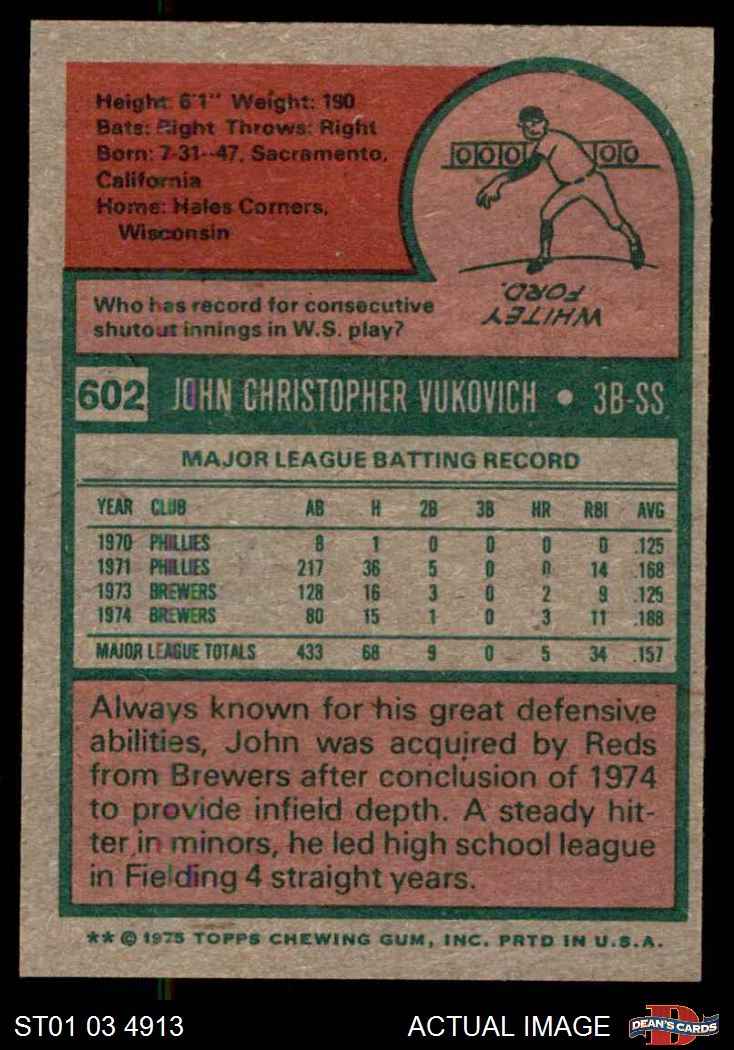 Height: 6'1" Weight: 190
Bats: Right Throws: Right
Born: 7-31--47, Sacramento,
California
Home: Hales Corners,
Wisconsin
000 00
WHITEY
FORD.
Who has record for consecutive
shutout innings in W.S. play?
602 JOHN CHRISTOPHER VUKOVICH • 3B-SS
MAJOR LEAGUE BATTING RECORD
YEAR CLUB AB H 2B 3B HR RBI AVG
1970 PHILLIES 8 1 0 0 0 0 .125
1971 PHILLIES 217 36 5 0 0 14 .168
1973 BREWERS 128 16 3 0 2 9 .125
1974 BREWERS 80 15 1 0 3 11 .188
MAJOR LEAGUE TOTALS 433 68 9 0 5 34 .157
Always known for his great defensive
abilities, John was acquired by Reds
from Brewers after conclusion of 1974
to provide infield depth. A steady hit-
ter in minors, he led high school league
in Fielding 4 straight years.
** © 1975 TOPPS CHEWING GUM, INC. PRTD IN U.S.A.
ST01 03 4913 ACTUAL IMAGE D DEAN'S CARDS